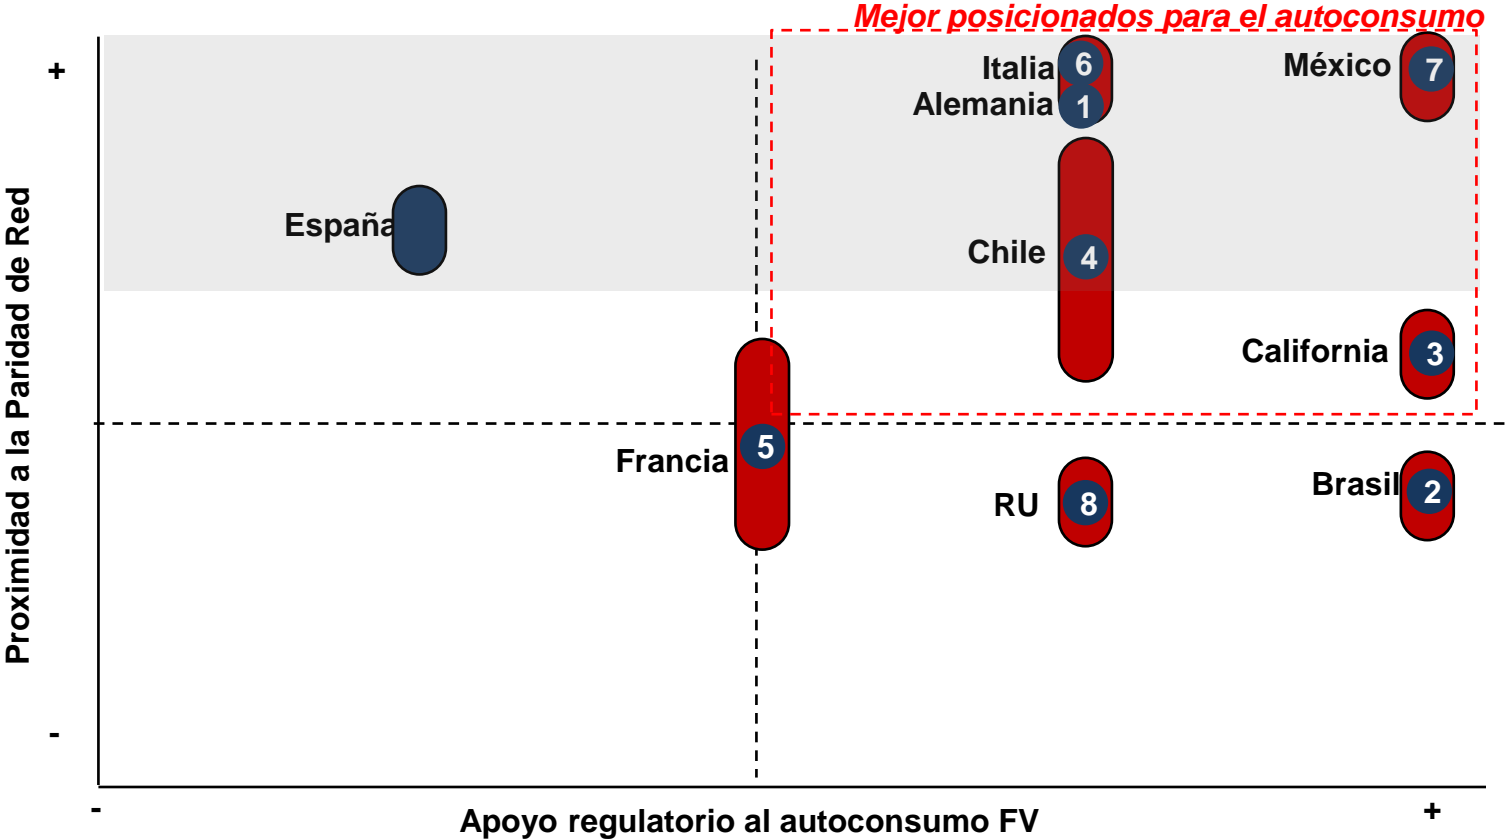 Mejor posicionados para el autoconsumo
+
Italia
6
México
7
Alemania
1
España
Chile
4
California
3
Francia
5
RU
8
Brasil
2
Proximidad a la Paridad de Red
-
-
Apoyo regulatorio al autoconsumo FV
+